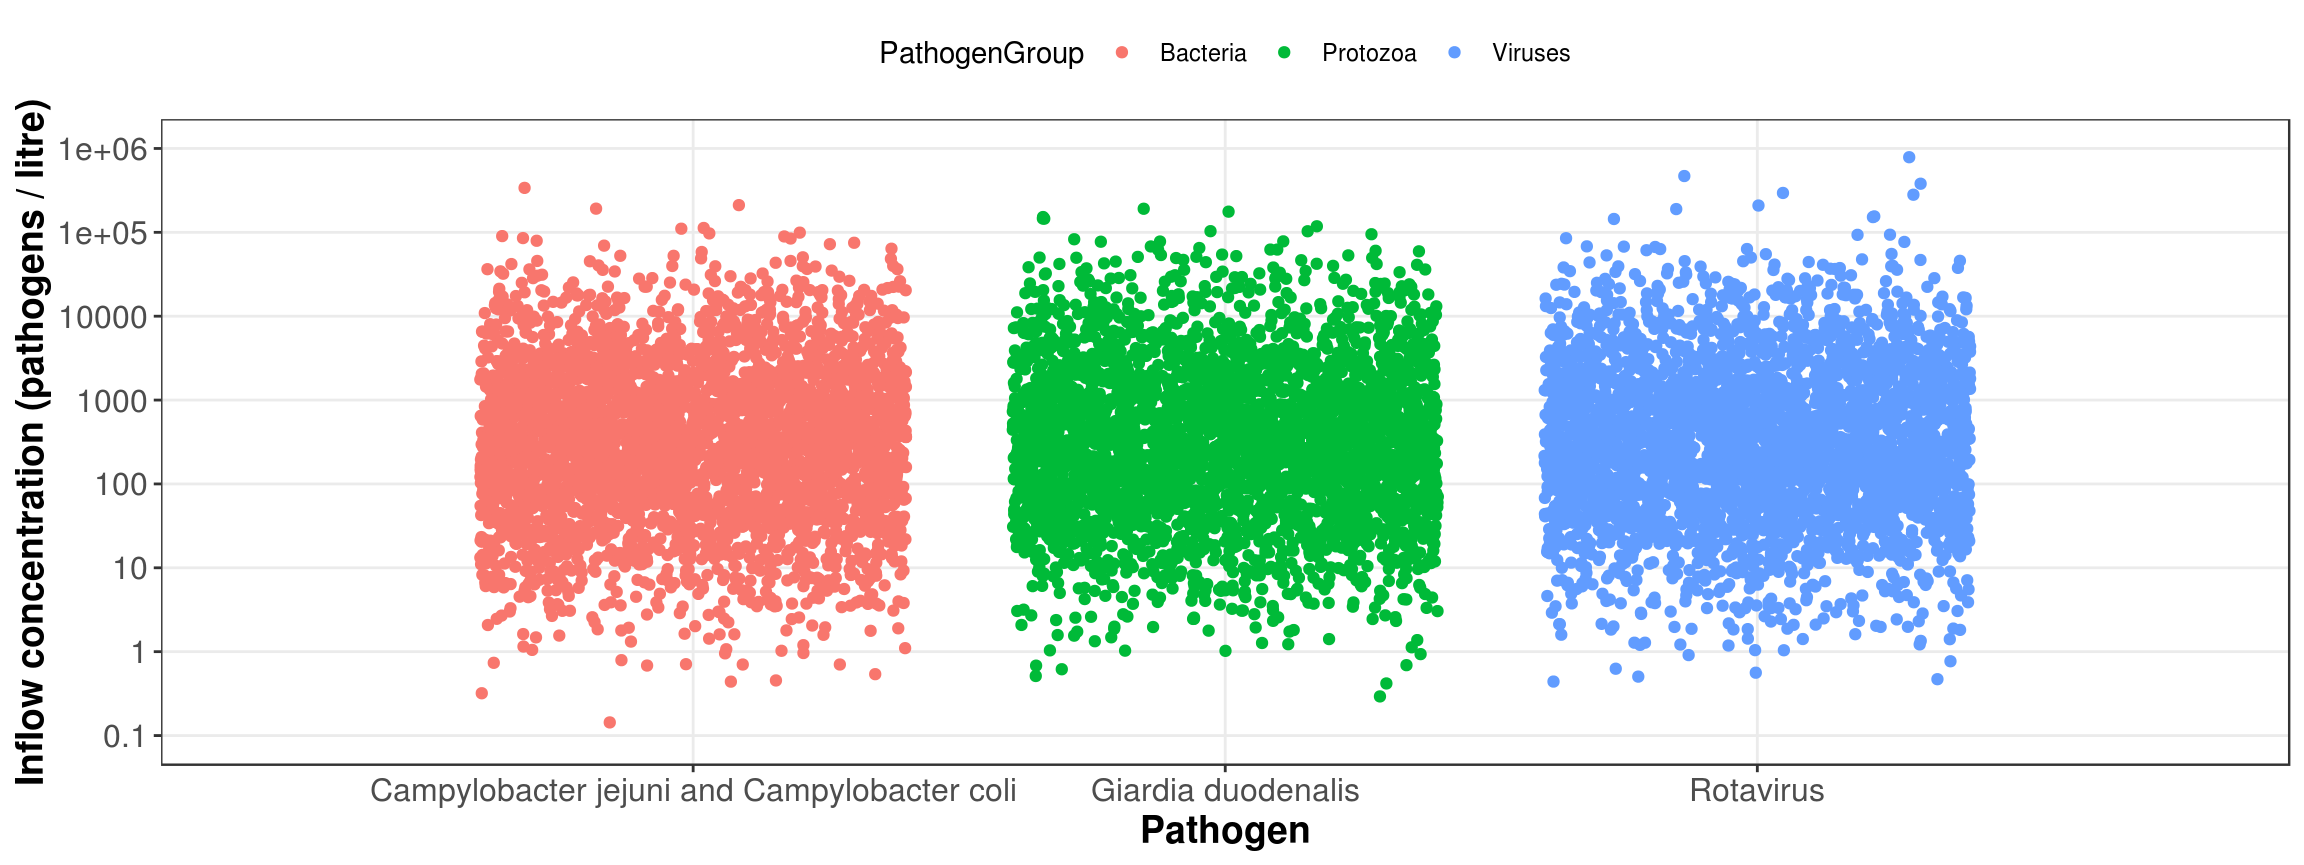 PathogenGroup Bacteria Protozoa Viruses
Inflow concentration (pathogens / litre)
1e+06
1e+05
10000
1000
100
10
1
0.1
Campylobacter jejuni and Campylobacter coli Giardia duodenalis Rotavirus
Pathogen